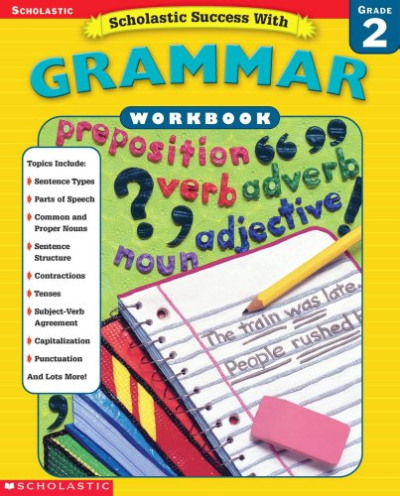 SCHOLASTIC
Scholastic Success With
GRADE
2
GRAMMAR
WORKBOOK
preposition
verb
adverb
adjective
noun
Topics Include:
Sentence Types
Parts of Speech
Common and
Proper Nouns
Sentence
Structure
Contractions
Tenses
Subject-Verb
Agreement
Capitalization
Punctuation
And Lots More!
The train was late.
People rushed
SCHOLASTIC